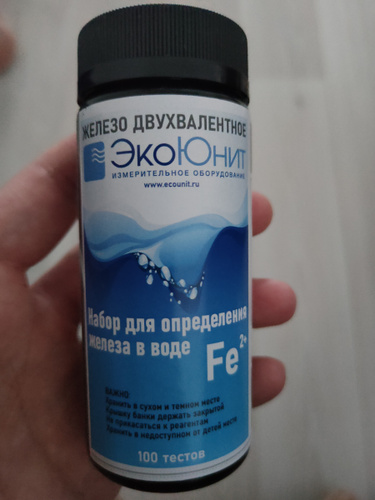 ЖЕЛЕЗО ДВУХВАЛЕНТНОЕ
ЭкоЮнит
ИЗМЕРИТЕЛЬНОЕ ОБОРУДОВАНИЕ
www.ecounit.ru
Набор для определения
железа в воде
Fe²⁺
ВАЖНО:
Хранить в сухом и темном месте
Крышку банки держать закрытой
Не прикасаться к реагентам
Хранить в недоступном от детей месте
100 тестов